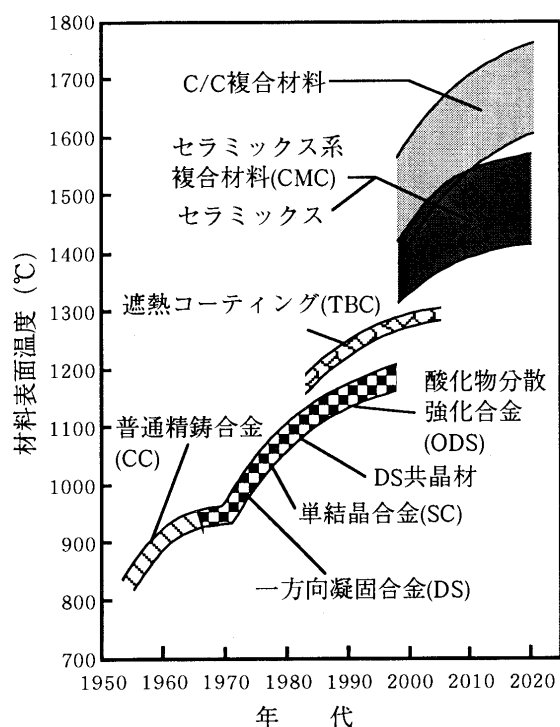 1800
1700
1600
1500
1400
1300
1200
1100
1000
900
800
700
材料表面温度 (℃)
C/C複合材料
セラミックス系
複合材料(CMC)
セラミックス
遮熱コーティング(TBC)
酸化物分散
強化合金
(ODS)
普通精鋳合金
(CC)
DS共晶材
単結晶合金(SC)
一方向凝固合金(DS)
1950 1960 1970 1980 1990 2000 2010 2020
年 代